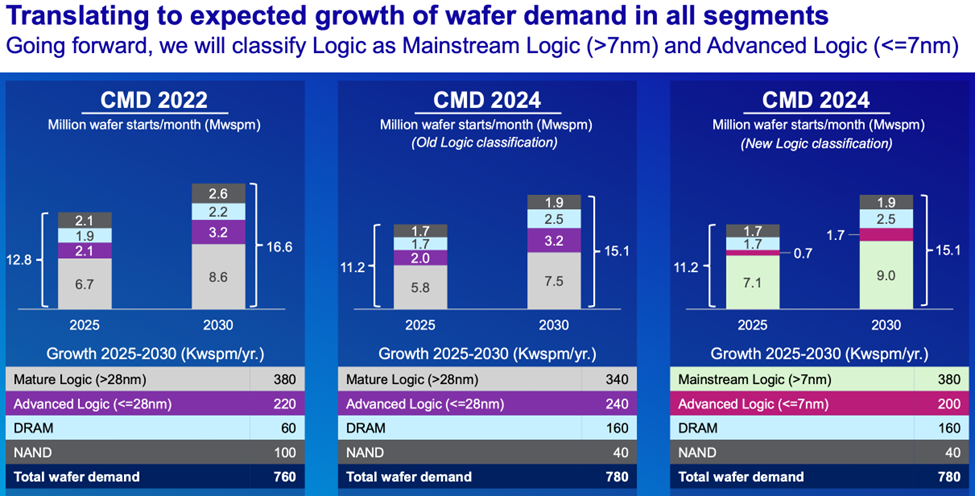 Translating to expected growth of wafer demand in all segments
Going forward, we will classify Logic as Mainstream Logic (>7nm) and Advanced Logic (<=7nm)
CMD 2022
Million wafer starts/month (Mwspm)
2.6
2.1
2.2
1.9
3.2
2.1
12.8
16.6
6.7
8.6
2025
2030
Growth 2025-2030 (Kwspm/yr.)
Mature Logic (>28nm) 380
Advanced Logic (<=28nm) 220
DRAM 60
NAND 100
Total wafer demand 760
CMD 2024
Million wafer starts/month (Mwspm)
(Old Logic classification)
1.9
1.7
2.5
1.7
3.2
2.0
11.2
15.1
5.8
7.5
2025
2030
Growth 2025-2030 (Kwspm/yr.)
Mature Logic (>28nm) 340
Advanced Logic (<=28nm) 240
DRAM 160
NAND 40
Total wafer demand 780
CMD 2024
Million wafer starts/month (Mwspm)
(New Logic classification)
1.9
1.7
2.5
1.7
1.7
0.7
11.2
15.1
7.1
9.0
2025
2030
Growth 2025-2030 (Kwspm/yr.)
Mainstream Logic (>7nm) 380
Advanced Logic (<=7nm) 200
DRAM 160
NAND 40
Total wafer demand 780